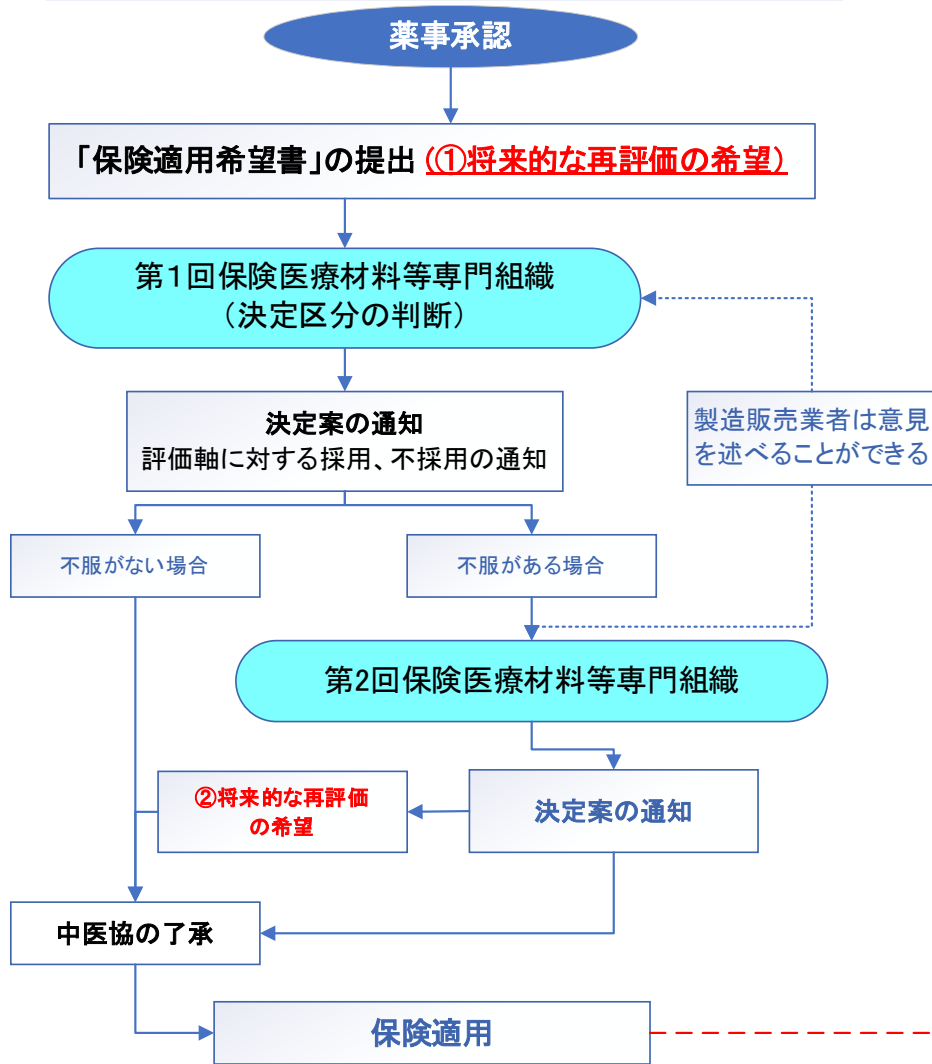 薬事承認
「保険適用希望書」の提出 (①将来的な再評価の希望)
第1回保険医療材料等専門組織
（決定区分の判断）
決定案の通知
評価軸に対する採用、不採用の通知
製造販売業者は意見
を述べることができる
不服がない場合
不服がある場合
第2回保険医療材料等専門組織
②将来的な再評価
の希望
決定案の通知
中医協の了承
保険適用